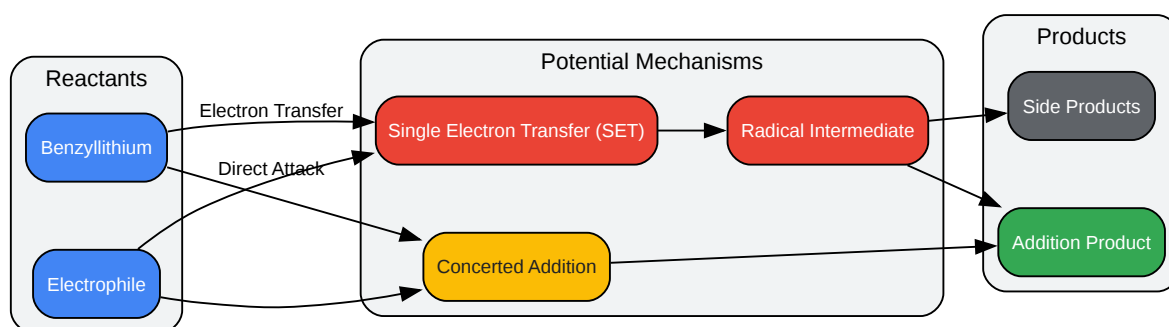 Reactants
Benzyllithium
Electrophile
Electron Transfer
Direct Attack
Potential Mechanisms
Single Electron Transfer (SET)
Radical Intermediate
Concerted Addition
Products
Side Products
Addition Product